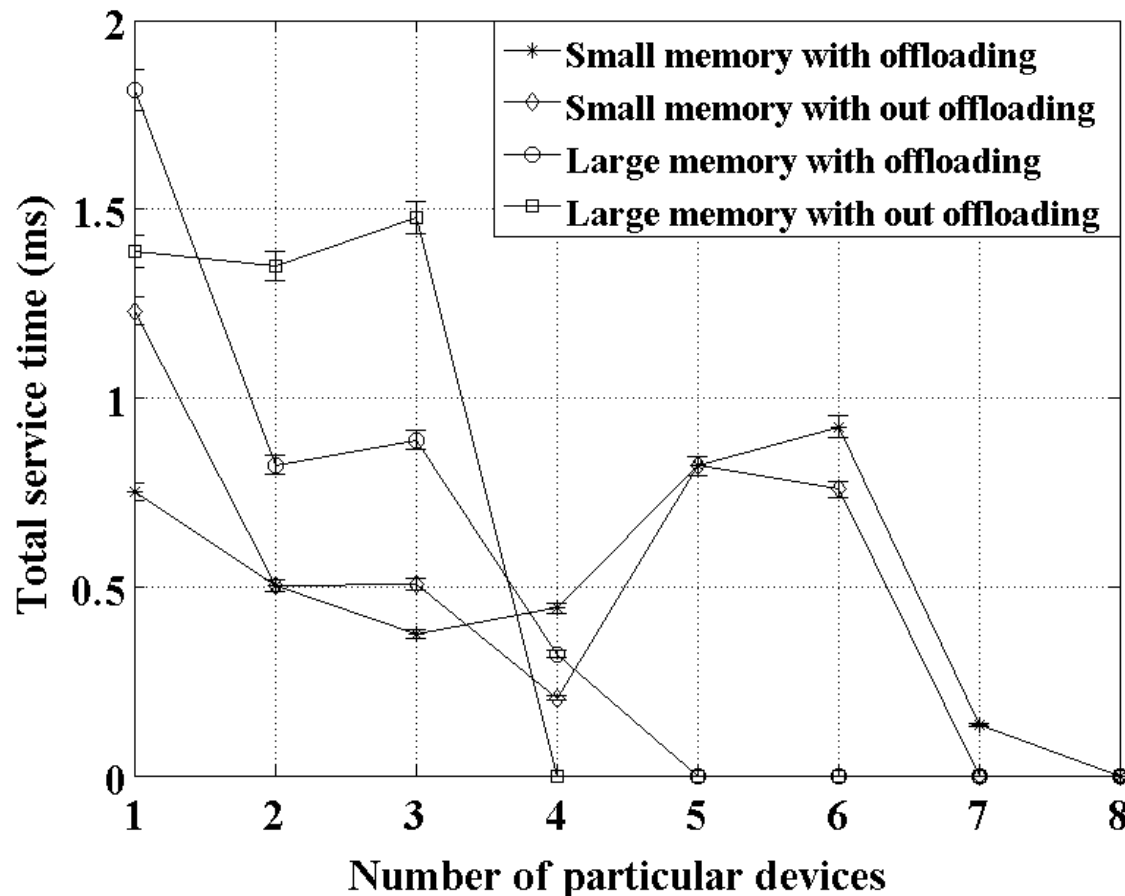 2
1.5
1
0.5
0
Total service time (ms)
Small memory with offloading
Small memory with out offloading
Large memory with offloading
Large memory with out offloading
1 2 3 4 5 6 7 8
Number of particular devices